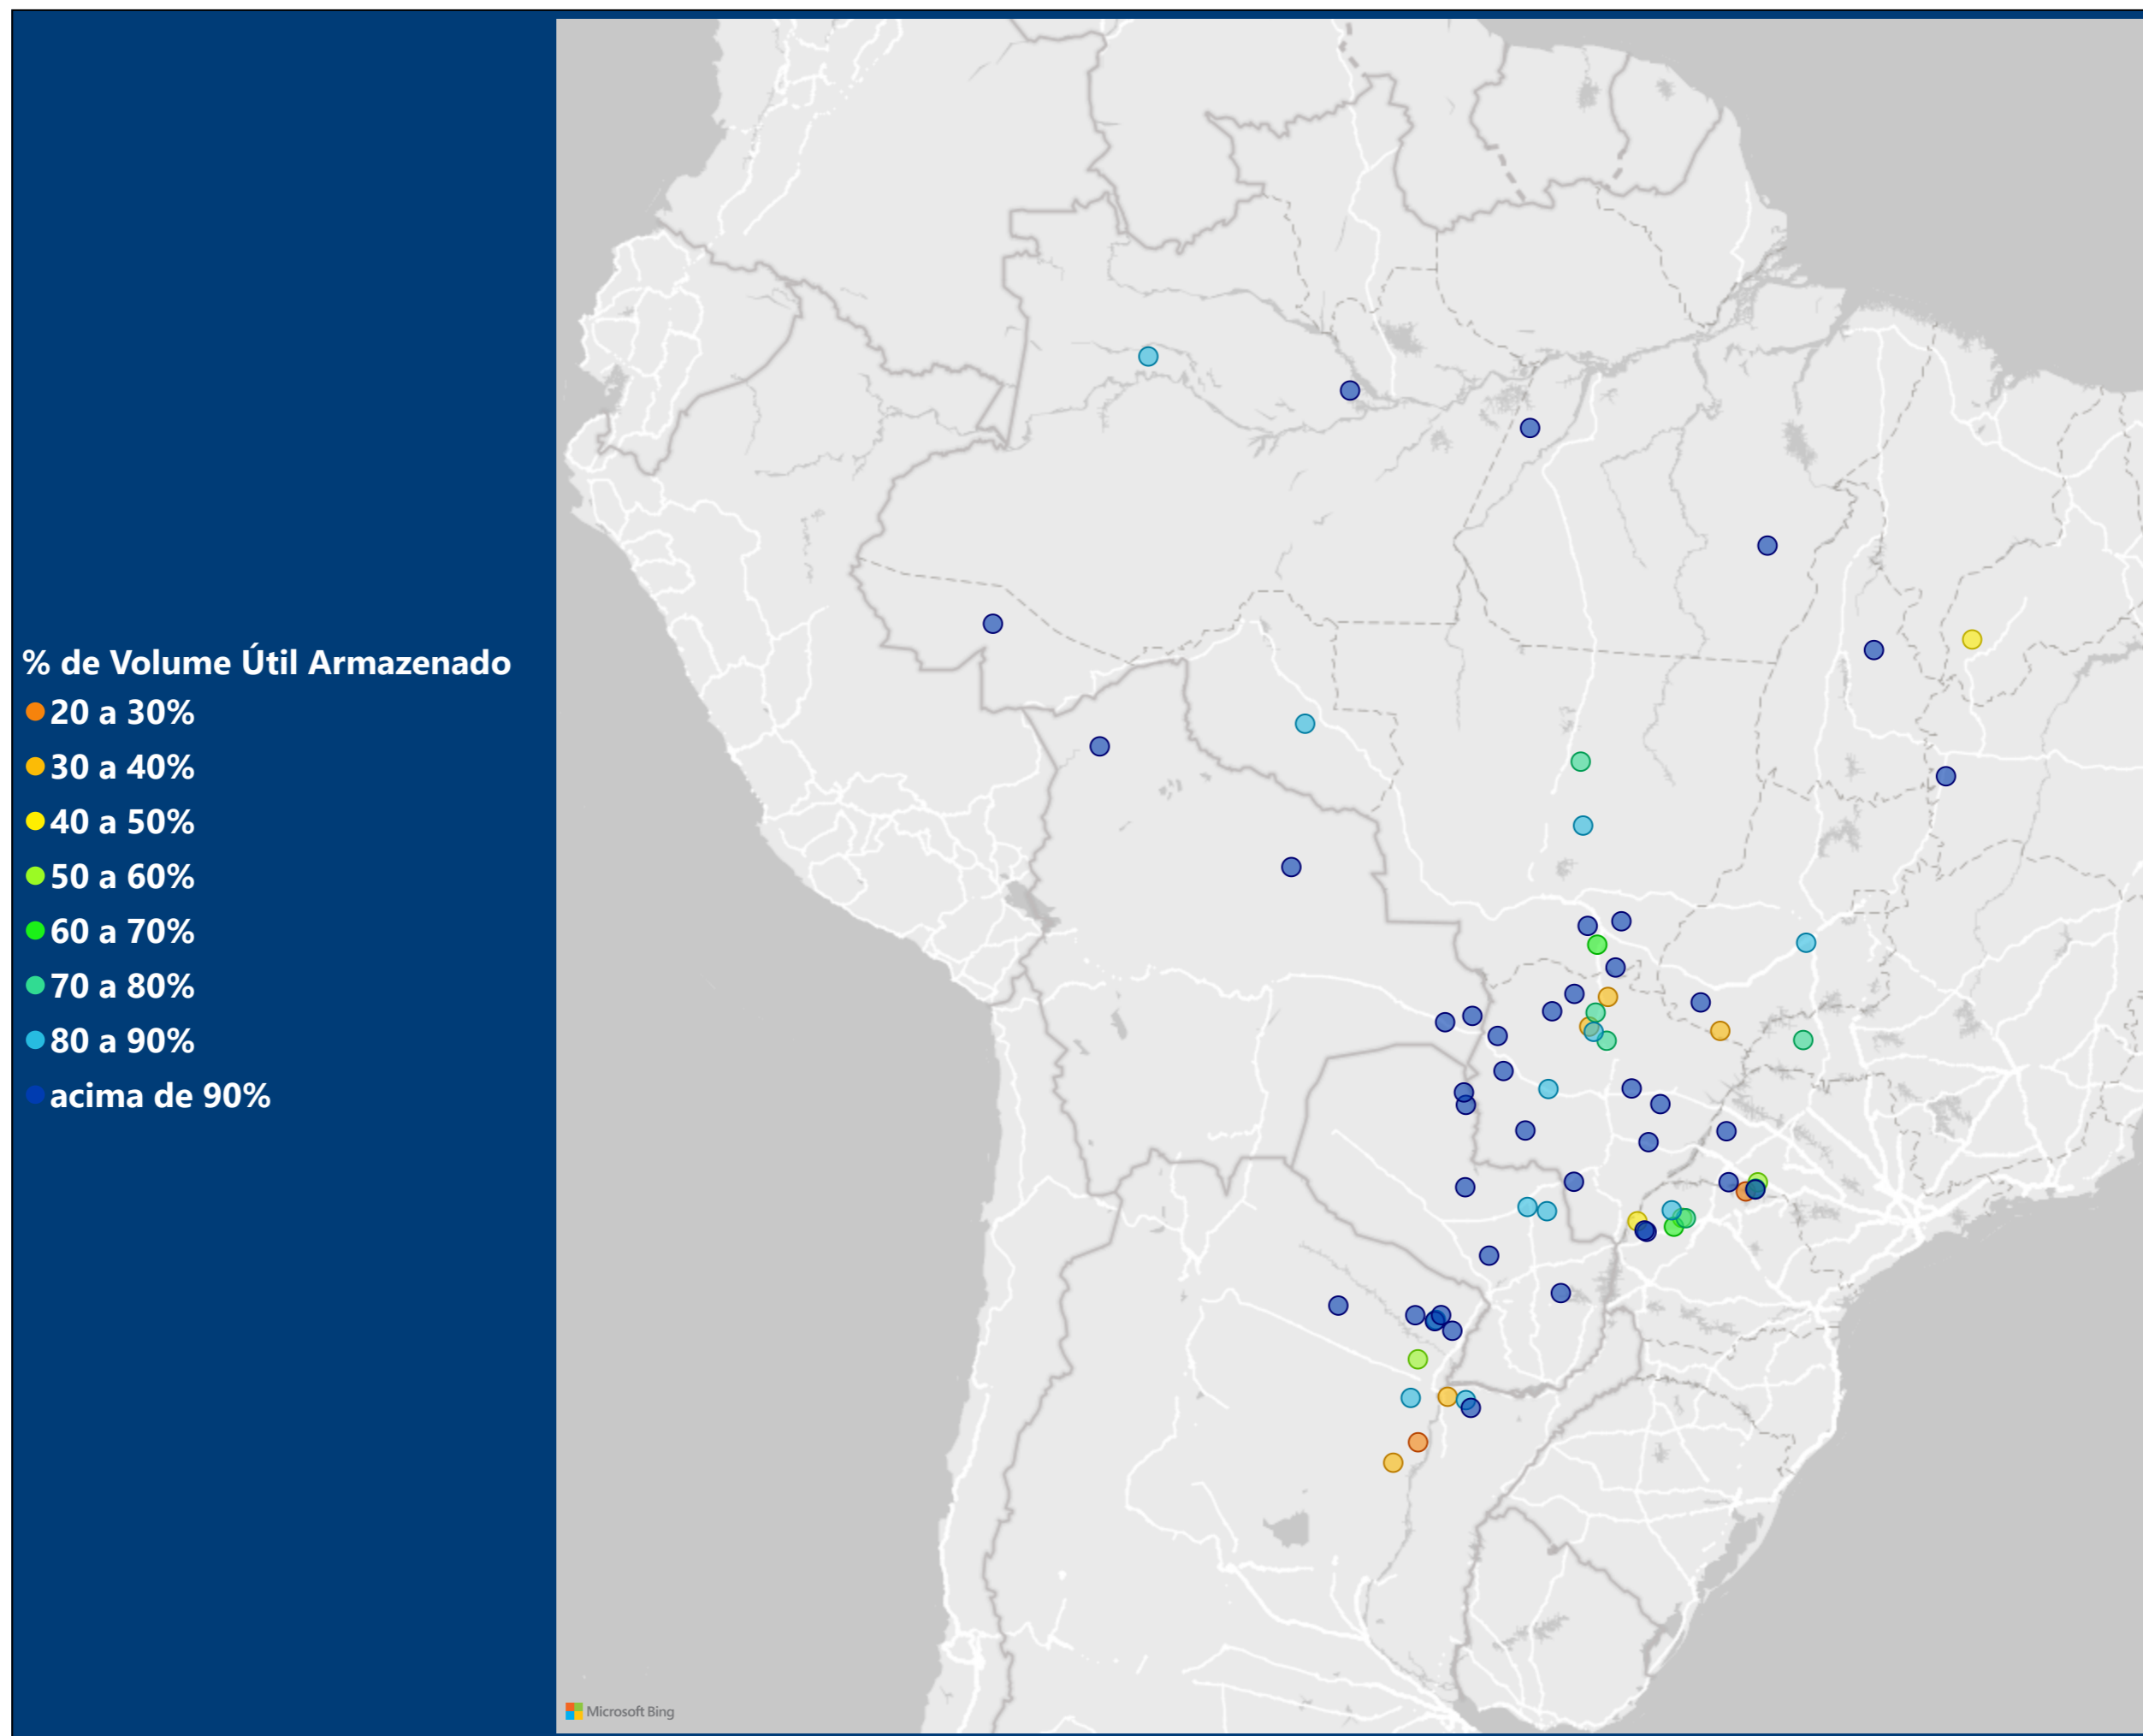 % de Volume Útil Armazenado
20 a 30%
30 a 40%
40 a 50%
50 a 60%
60 a 70%
70 a 80%
80 a 90%
acima de 90%
Microsoft Bing